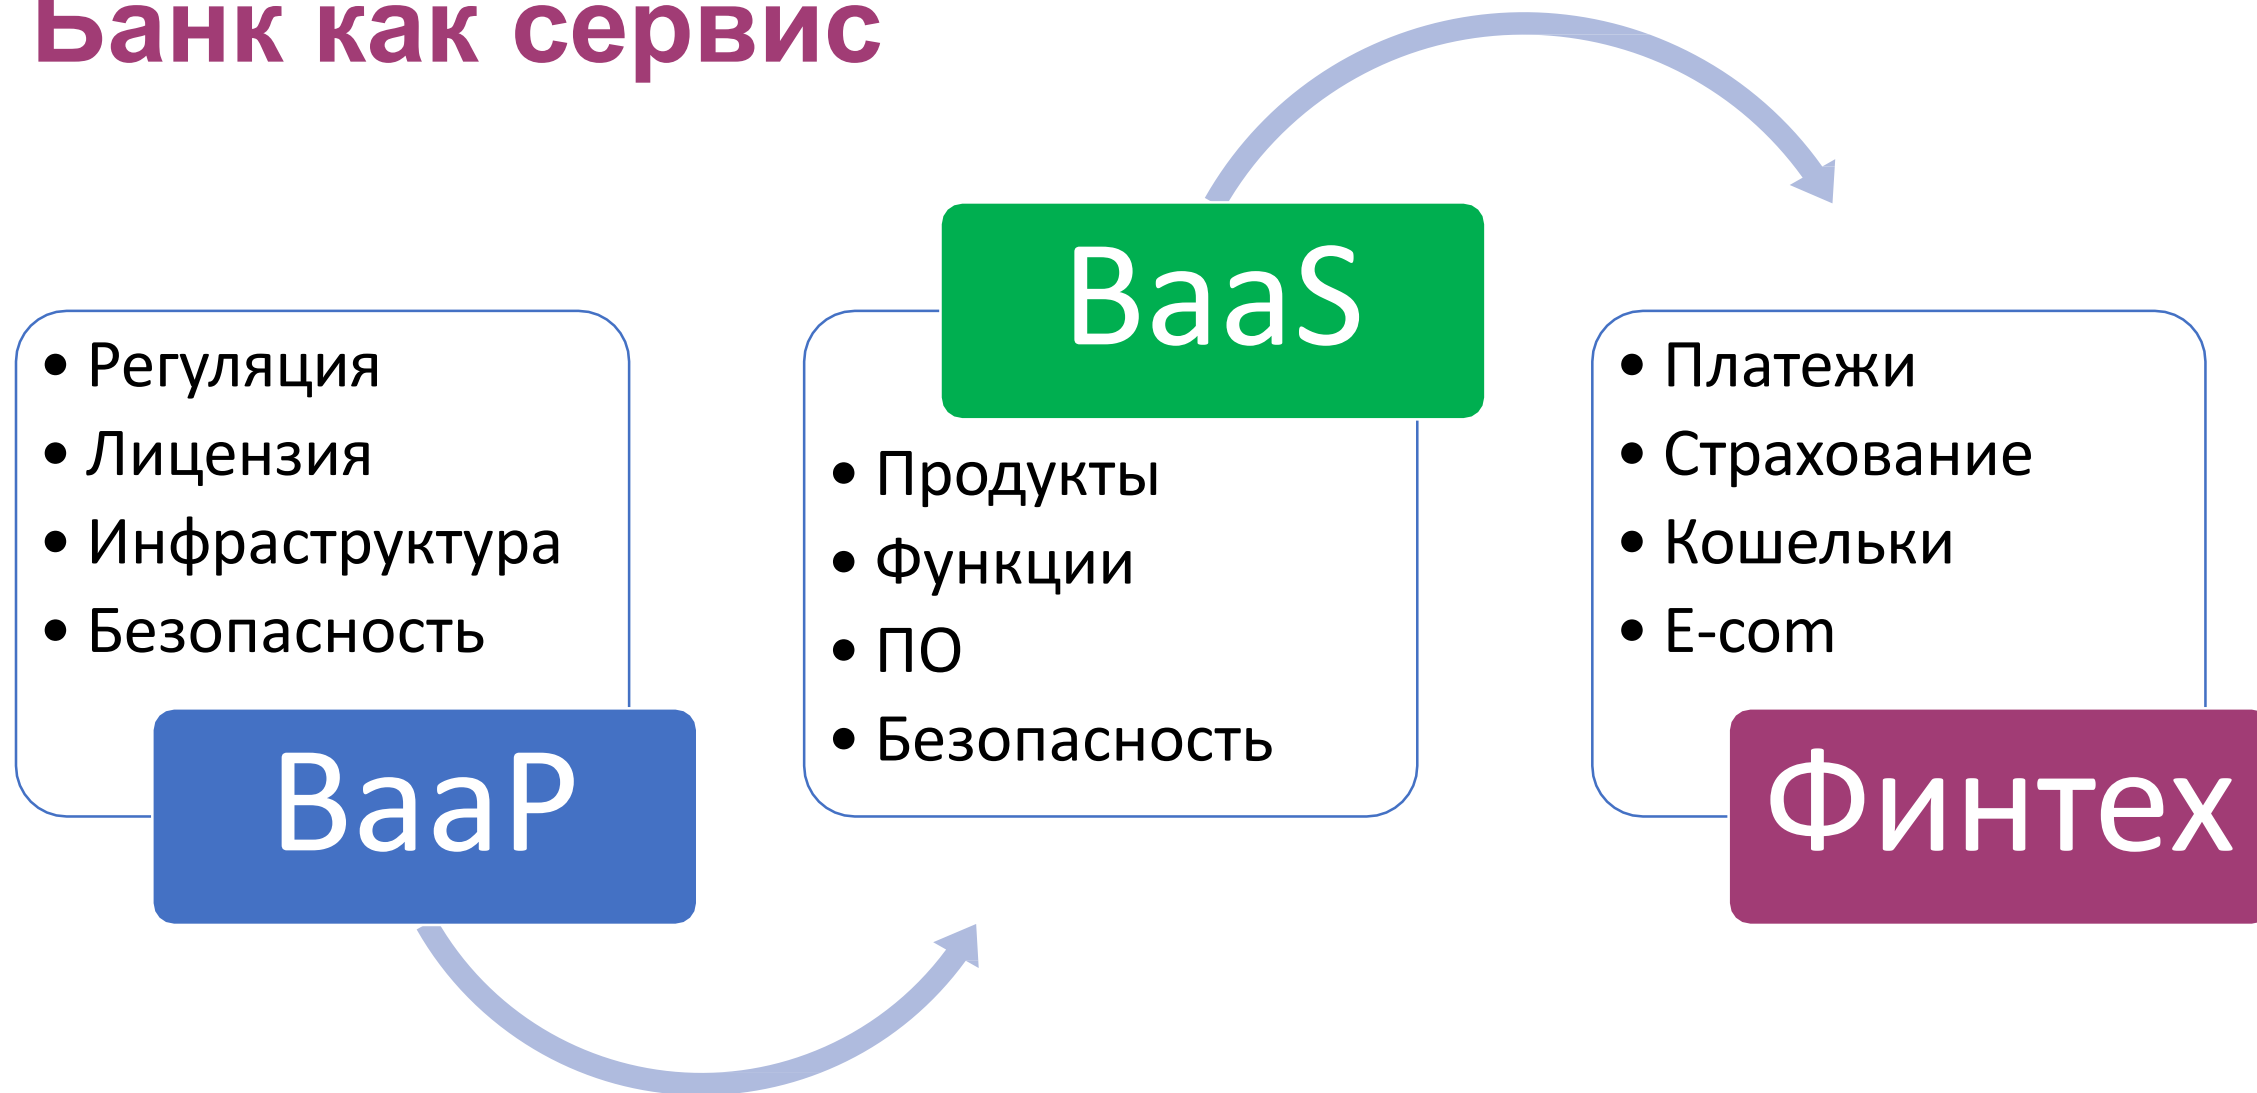 Банк как сервис
• Регуляция
• Лицензия
• Инфраструктура
• Безопасность
BaaP
BaaS
• Продукты
• Функции
• ПО
• Безопасность
• Платежи
• Страхование
• Кошельки
• E-com
Финтех